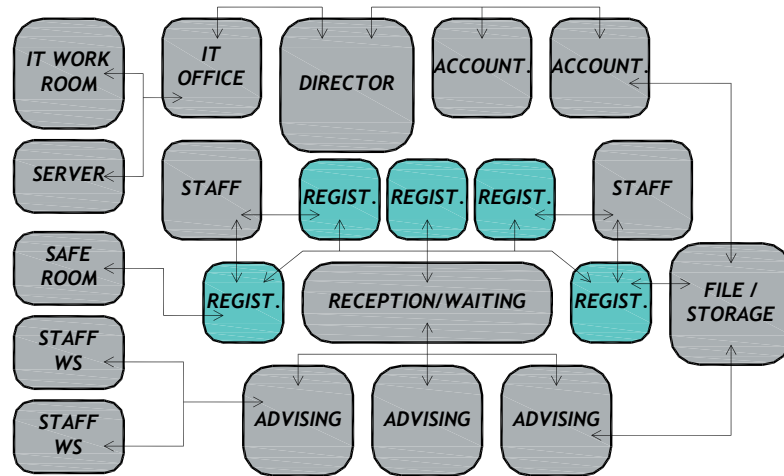 IT WORK
ROOM
IT
OFFICE
DIRECTOR
ACCOUNT.
ACCOUNT.
SERVER
STAFF
REGIST.
REGIST.
REGIST.
STAFF
SAFE
ROOM
REGIST.
RECEPTION/WAITING
REGIST.
FILE /
STORAGE
STAFF
WS
STAFF
WS
ADVISING
ADVISING
ADVISING